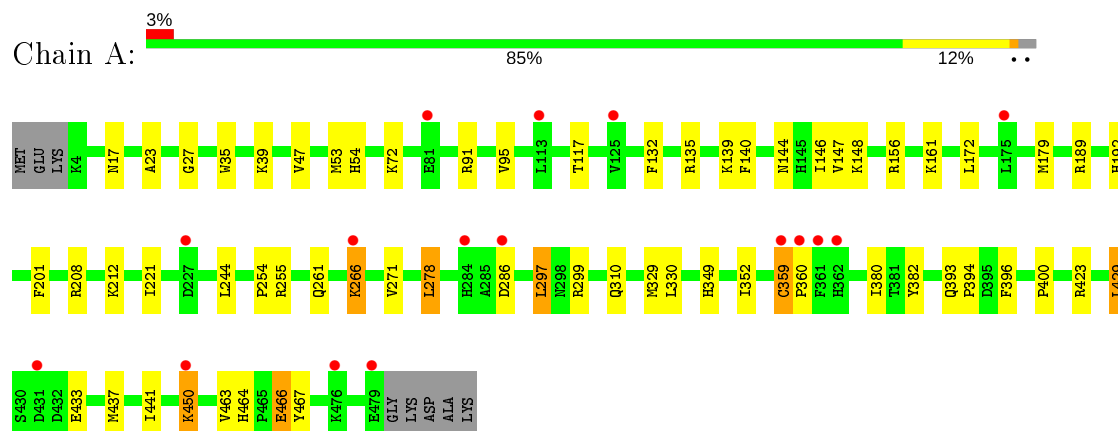 3%
Chain A:
85% 12% • •
MET GLU LYS K4 N17 A23 G27 W35 K39 V47 M53 H54 K72 E81 R91 V95 L113 T117 V125 F132 R135 K139 F140 N144 H145 I146 V147 K148 R156 K161 L172 L175 M179 R189 H192
F201 R208 K212 I221 D227 L244 P254 R255 Q261 K266 V271 L278 H284 A285 D286 L297 N298 R299 Q310 M329 L330 H349 I352 C359 P360 F361 H362 I380 T381 Y382 Q393 P394 D395 F396 P400 R423 L429
S430 D431 D432 E433 M437 I441 K450 V463 H464 P465 E466 Y467 K476 E479 GLY LYS ASP ALA LYS